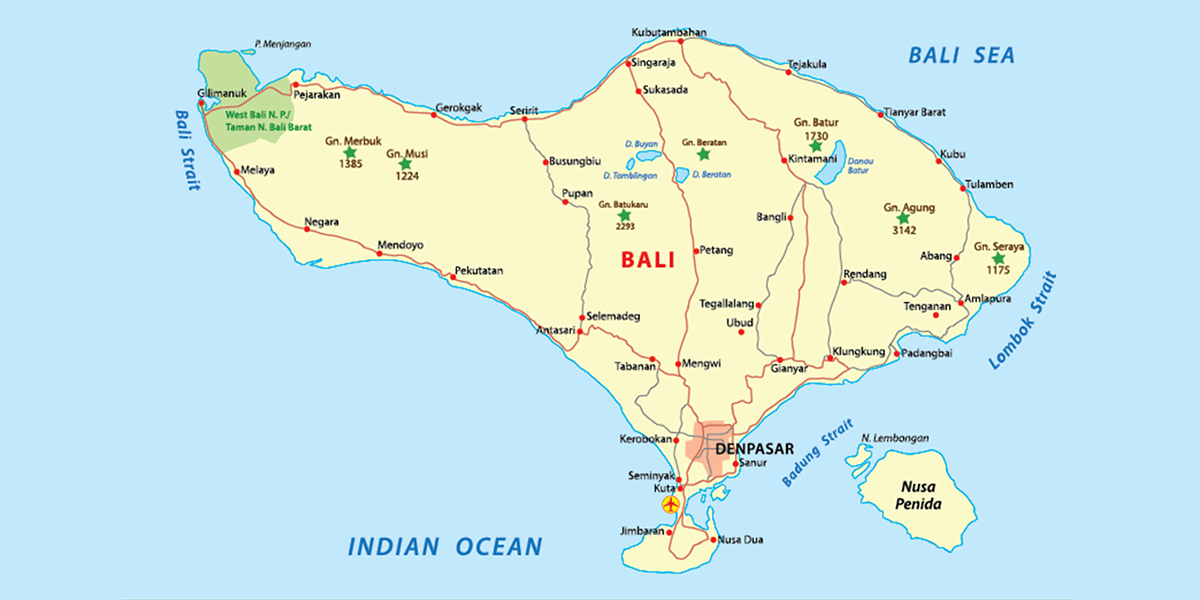 Kubutambahan
P. Menjangan
BALI SEA
Singaraja
Tejakula
Gilimanuk
Pejarakan
Sukasada
Gerokgak
Seririt
Tianyar Barat
West Bali N. P./
Taman N. Bali Barat
Bali Strait
Gn. Merbuk
1385
Gn. Musi
1224
D. Buyan
D. Tamblingan
D. Beratan
Gn. Beratan
Gn. Batur
1730
Kintamani
Danau
Batur
Kubu
Melaya
Busungbiu
Tulamben
Pupan
Gn. Batukaru
2293
Bangli
Gn. Agung
3142
Negara
Mendoyo
BALI
Petang
Abang
Gn. Seraya
1175
Pekutatan
Rendang
Tegallalang
Tenganan
Amlapura
Selemadeg
Ubud
Antasari
Lombok Strait
Tabanan
Mengwi
Gianyar
Klungkung
Padangbai
Kerobokan
DENPASAR
Sanur
Badung Strait
N. Lembongan
Seminyak
Kuta
Nusa
Penida
Jimbaran
Nusa Dua
INDIAN OCEAN